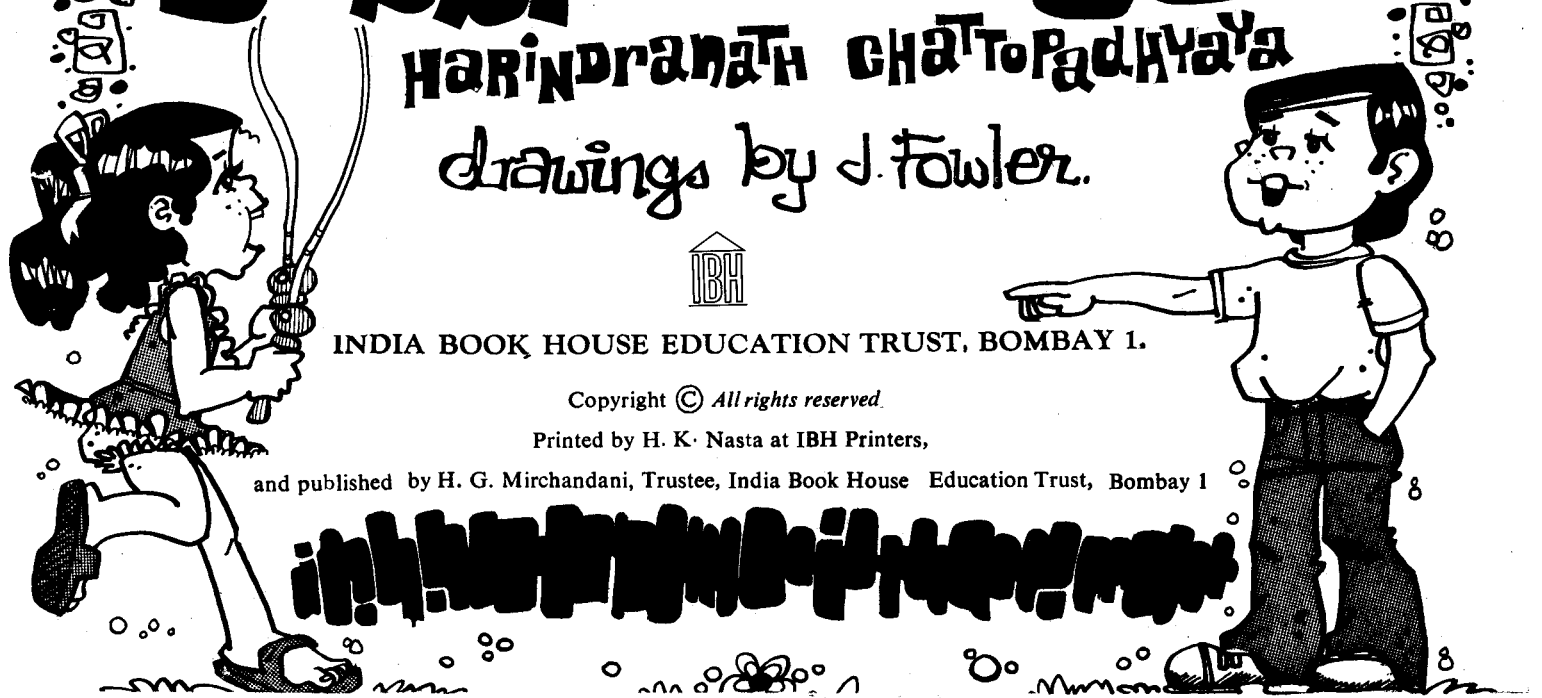 HaRiNDranaTH CHaTToPadHYaYa
drawings by J. Fowler.
IBH
INDIA BOOK HOUSE EDUCATION TRUST, BOMBAY 1.
Copyright © All rights reserved.
Printed by H. K. Nasta at IBH Printers,
and published by H. G. Mirchandani, Trustee, India Book House Education Trust, Bombay 1